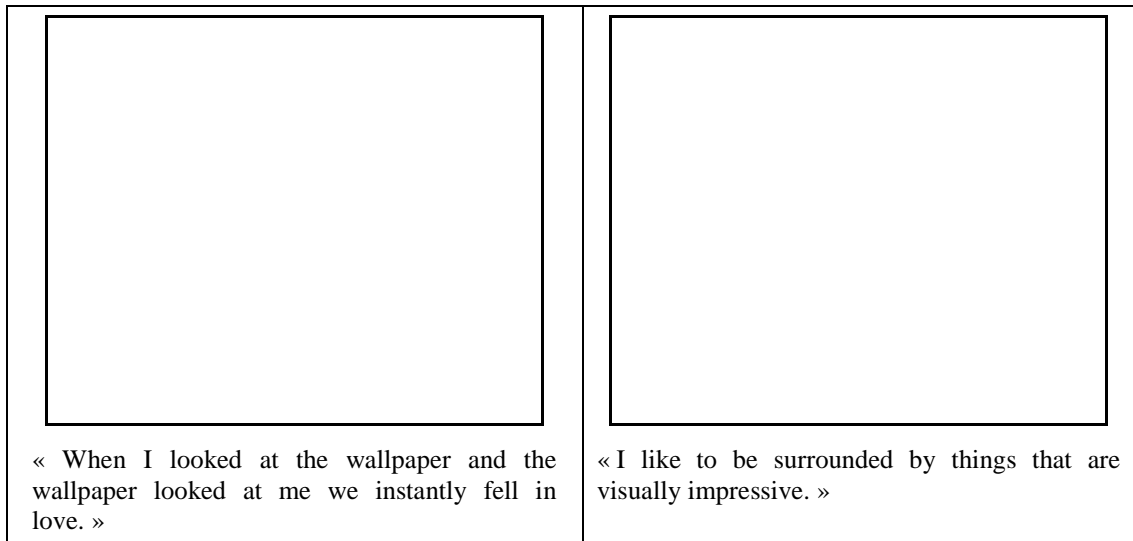 « When I looked at the wallpaper and the
wallpaper looked at me we instantly fell in
love. »
« I like to be surrounded by things that are
visually impressive. »